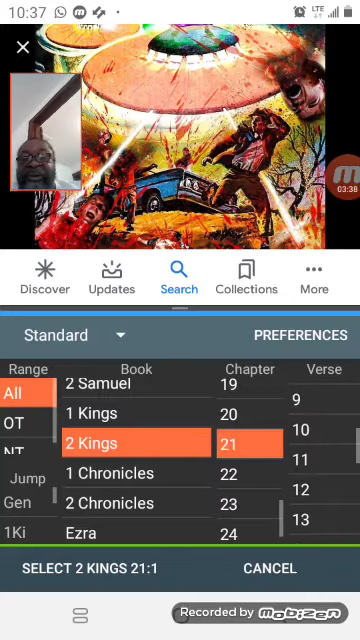 10:37
LTE
03:38
Discover Updates Search Collections More
Standard PREFERENCES
Range Book Chapter Verse
All 2 Samuel 19 9
OT 1 Kings 20 10
NT 2 Kings 21 11
Jump 1 Chronicles 22 12
Gen 2 Chronicles 23 13
1Ki Ezra 24
SELECT 2 KINGS 21:1 CANCEL
Recorded by mobizen